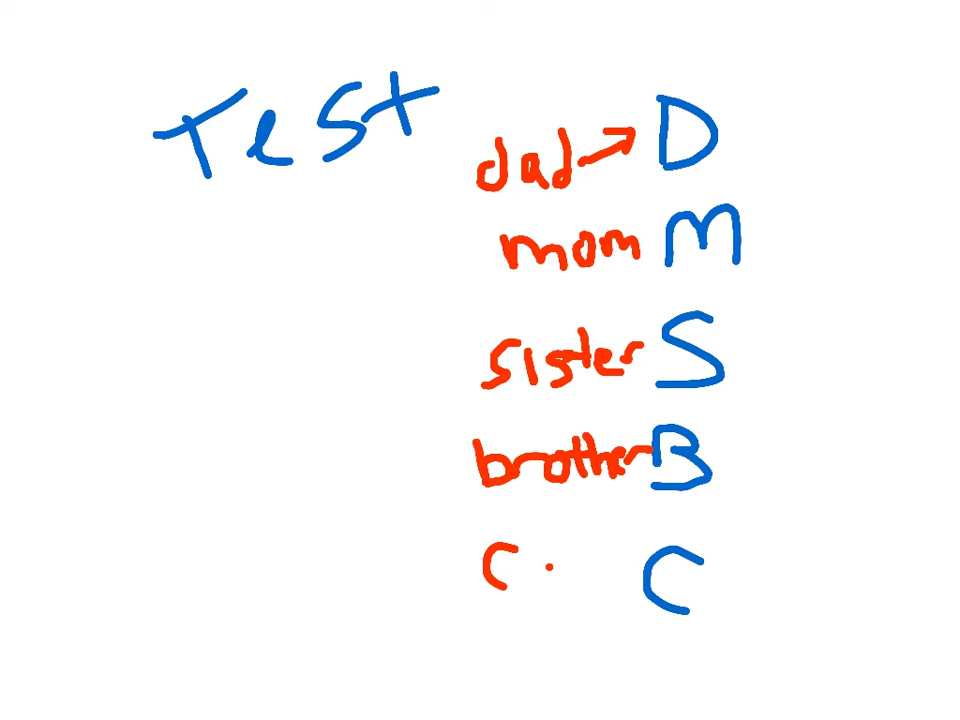 Test
dad → D
mom M
sister S
brother B
c . C